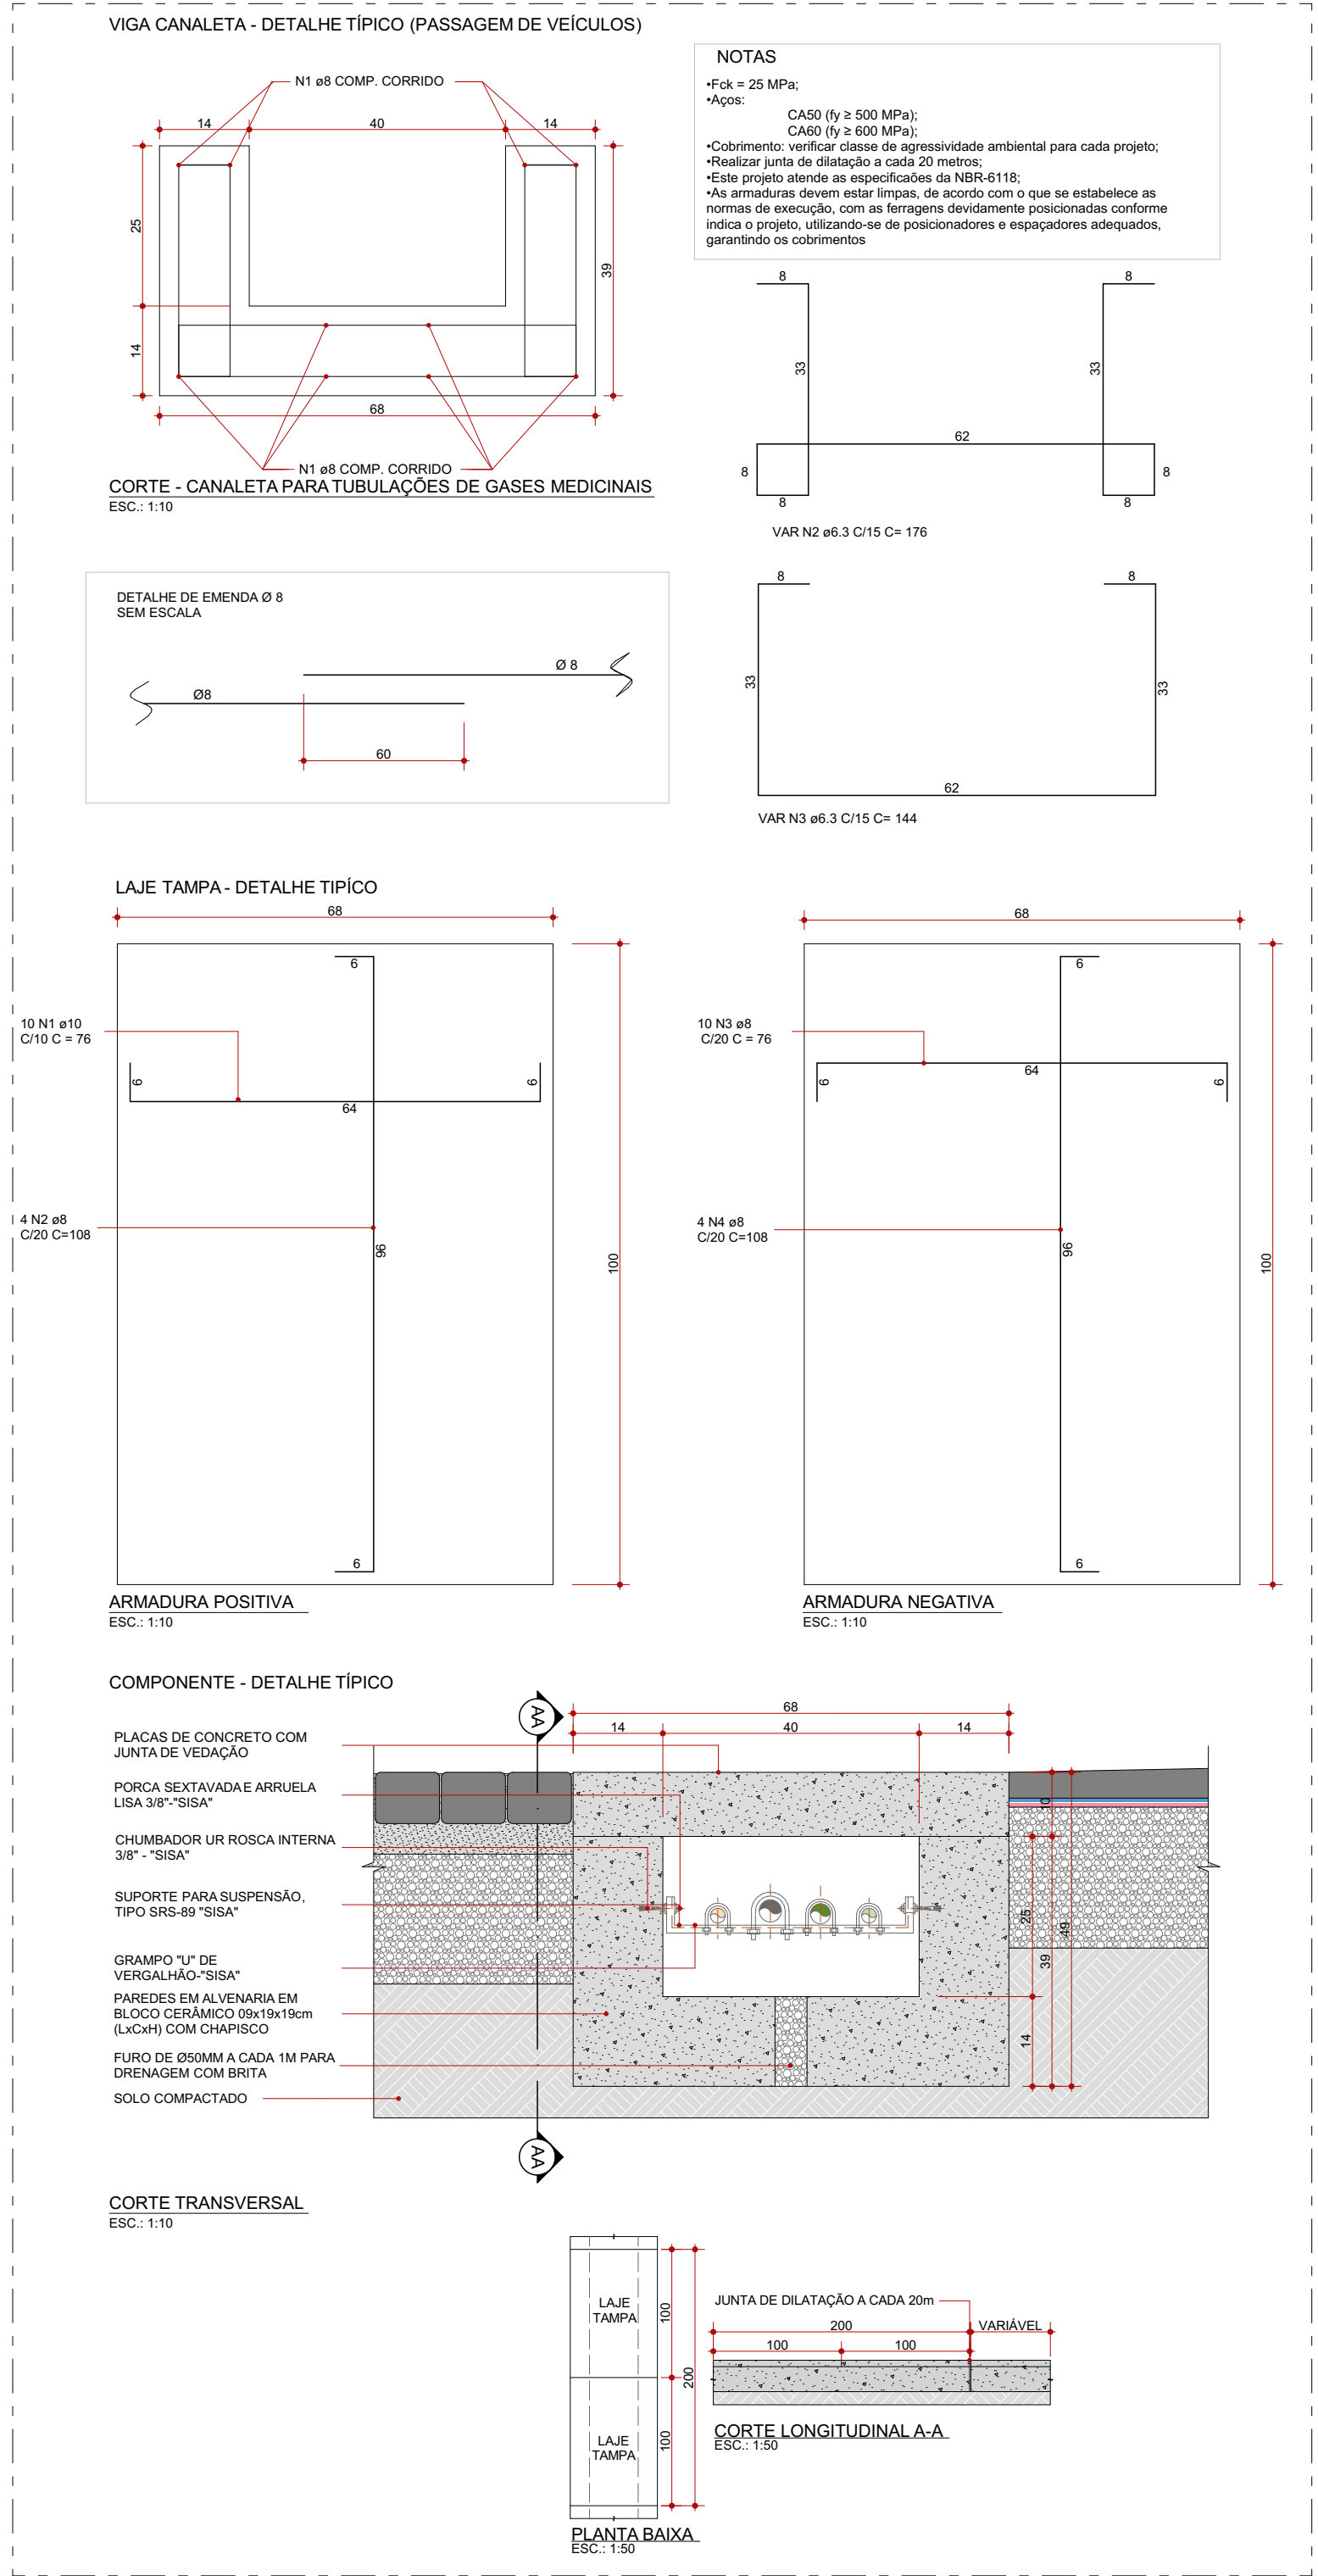 VIGA CANALETA - DETALHE TÍPICO (PASSAGEM DE VEÍCULOS)
N1 ø8 COMP. CORRIDO
14
40
14
25
39
14
68
N1 ø8 COMP. CORRIDO
CORTE - CANALETA PARA TUBULAÇÕES DE GASES MEDICINAIS
ESC.: 1:10
NOTAS
•Fck = 25 MPa;
•Aços:
CA50 (fy ≥ 500 MPa);
CA60 (fy ≥ 600 MPa);
•Cobrimento: verificar classe de agressividade ambiental para cada projeto;
•Realizar junta de dilatação a cada 20 metros;
•Este projeto atende as especificaões da NBR-6118;
•As armaduras devem estar limpas, de acordo com o que se estabelece as
normas de execução, com as ferragens devidamente posicionadas conforme
indica o projeto, utilizando-se de posicionadores e espaçadores adequados,
garantindo os cobrimentos
8
8
33
33
62
8
8
8
8
VAR N2 ø6.3 C/15 C= 176
DETALHE DE EMENDA Ø 8
SEM ESCALA
Ø 8
Ø8
60
8
8
33
33
62
VAR N3 ø6.3 C/15 C= 144
LAJE TAMPA - DETALHE TIPÍCO
68
6
10 N1 ø10
C/10 C = 76
6
6
64
4 N2 ø8
C/20 C=108
96
100
6
ARMADURA POSITIVA
ESC.: 1:10
68
6
10 N3 ø8
C/20 C = 76
64
6
6
4 N4 ø8
C/20 C=108
96
100
6
ARMADURA NEGATIVA
ESC.: 1:10
COMPONENTE - DETALHE TÍPICO
AA
68
14
40
14
PLACAS DE CONCRETO COM
JUNTA DE VEDAÇÃO
PORCA SEXTAVADA E ARRUELA
LISA 3/8"-"SISA"
CHUMBADOR UR ROSCA INTERNA
3/8" - "SISA"
SUPORTE PARA SUSPENSÃO,
TIPO SRS-89 "SISA"
GRAMPO "U" DE
VERGALHÃO-"SISA"
PAREDES EM ALVENARIA EM
BLOCO CERÂMICO 09x19x19cm
(LxCxH) COM CHAPISCO
FURO DE Ø50MM A CADA 1M PARA
DRENAGEM COM BRITA
SOLO COMPACTADO
10
25
49
39
14
AA
CORTE TRANSVERSAL
ESC.: 1:10
LAJE
TAMPA
100
200
LAJE
TAMPA
100
PLANTA BAIXA
ESC.: 1:50
JUNTA DE DILATAÇÃO A CADA 20m
200
VARIÁVEL
100
100
CORTE LONGITUDINAL A-A
ESC.: 1:50